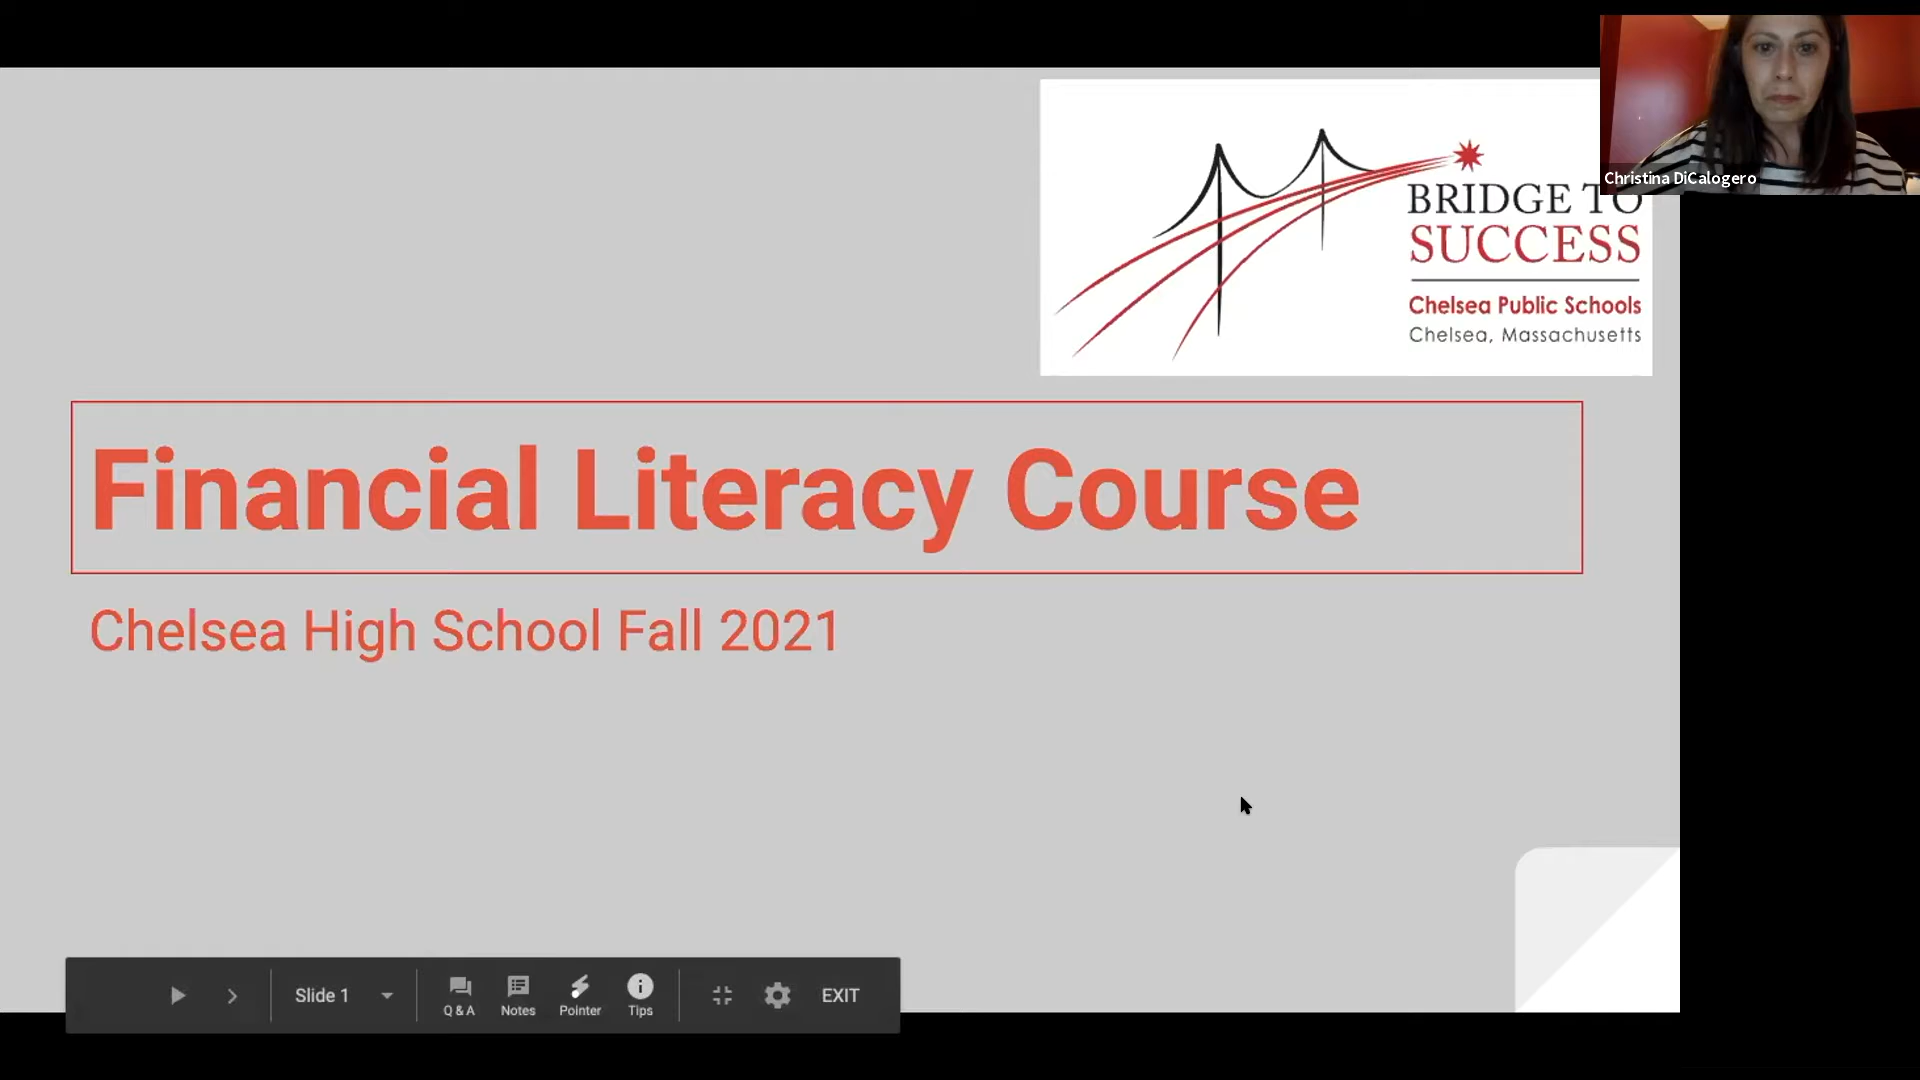 Christina DiCalogero
BRIDGE TO
SUCCESS
Chelsea Public Schools
Chelsea, Massachusetts
Financial Literacy Course
Chelsea High School Fall 2021
Slide 1
Q & A
Notes
Pointer
Tips
EXIT